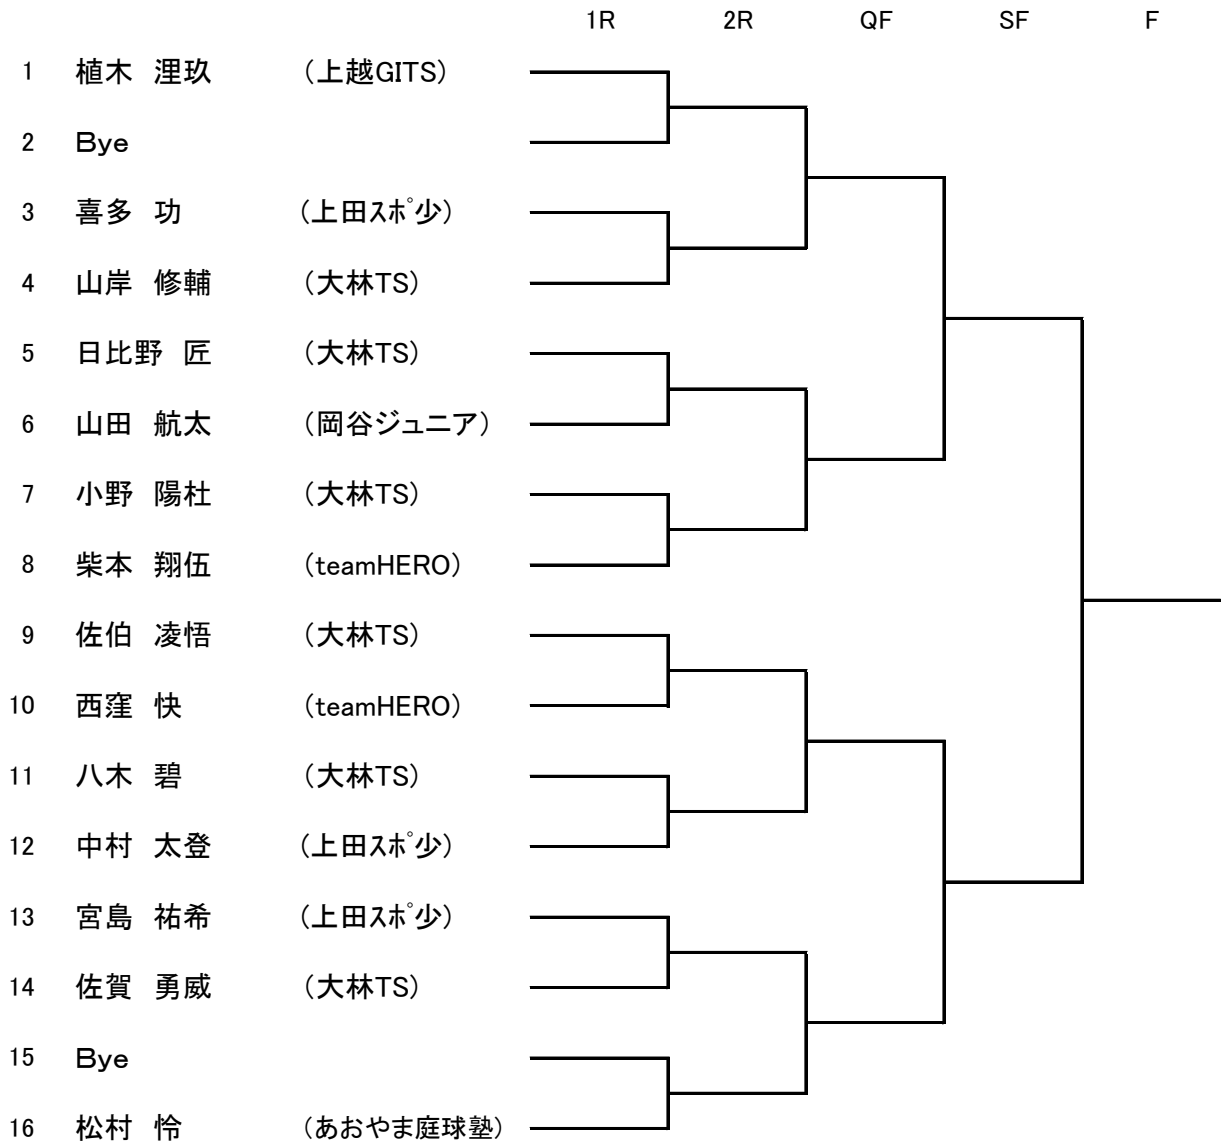 1R 2R QF SF F
1 植木 浬玖 (上越GITS)
2 Bye
3 喜多 功 (上田ｽﾎﾟ少)
4 山岸 修輔 (大林TS)
5 日比野 匠 (大林TS)
6 山田 航太 (岡谷ジュニア)
7 小野 陽杜 (大林TS)
8 柴本 翔伍 (teamHERO)
9 佐伯 凌悟 (大林TS)
10 西窪 快 (teamHERO)
11 八木 碧 (大林TS)
12 中村 太登 (上田ｽﾎﾟ少)
13 宮島 祐希 (上田ｽﾎﾟ少)
14 佐賀 勇威 (大林TS)
15 Bye
16 松村 怜 (あおやま庭球塾)